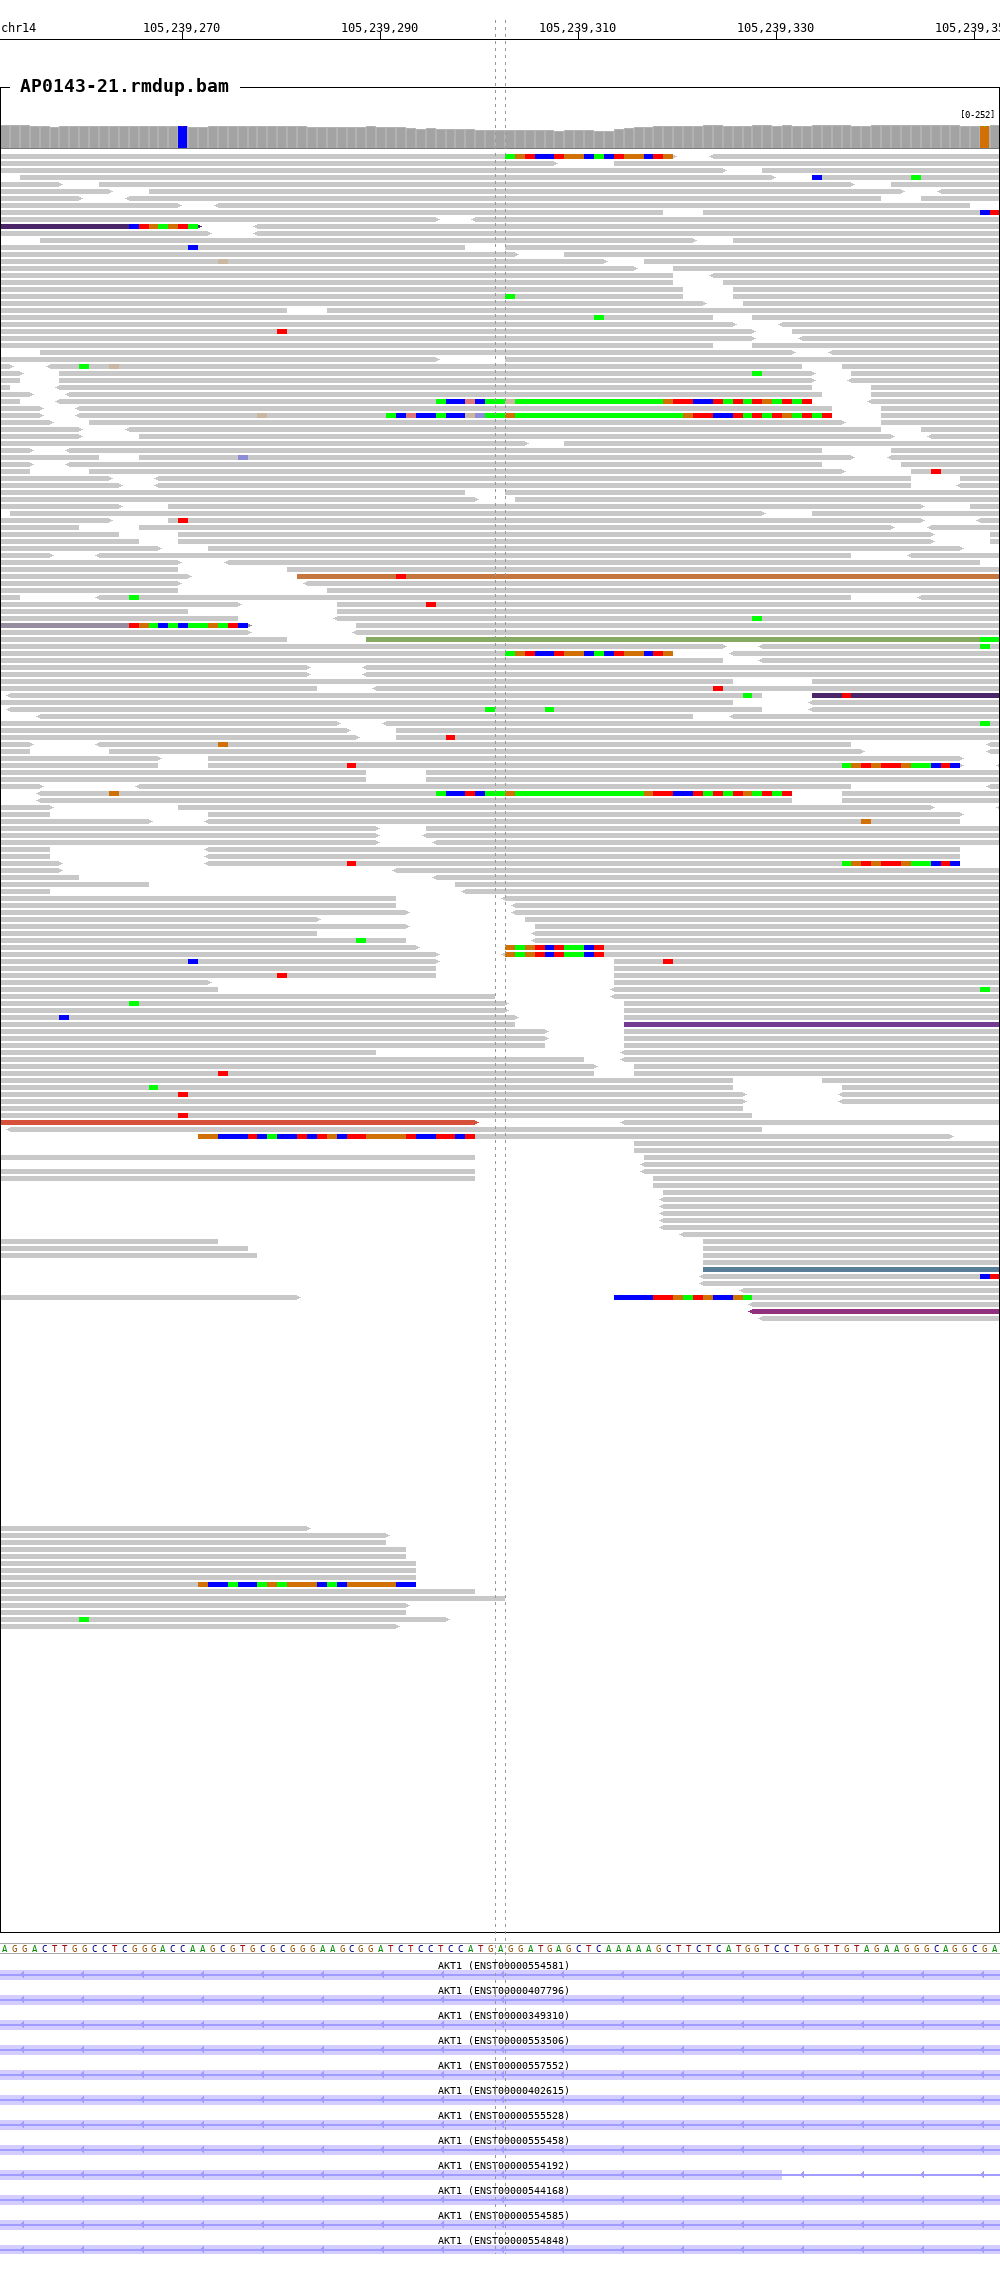 chr14 105,239,270 105,239,290 105,239,310 105,239,330 105,239,35
AP0143-21.rmdup.bam
[0-252]
AGGACTTGGCCTCGGGACCAAGCGTGCGCGGGAAGCGGATCTCCTCCATGAGGATGAGCTCAAAAAGCTTCTCATGGTCCTGGTTGTAGAAGGGCAGGCGA
AKT1 (ENST00000554581)
AKT1 (ENST00000407796)
AKT1 (ENST00000349310)
AKT1 (ENST00000553506)
AKT1 (ENST00000557552)
AKT1 (ENST00000402615)
AKT1 (ENST00000555528)
AKT1 (ENST00000555458)
AKT1 (ENST00000554192)
AKT1 (ENST00000544168)
AKT1 (ENST00000554585)
AKT1 (ENST00000554848)